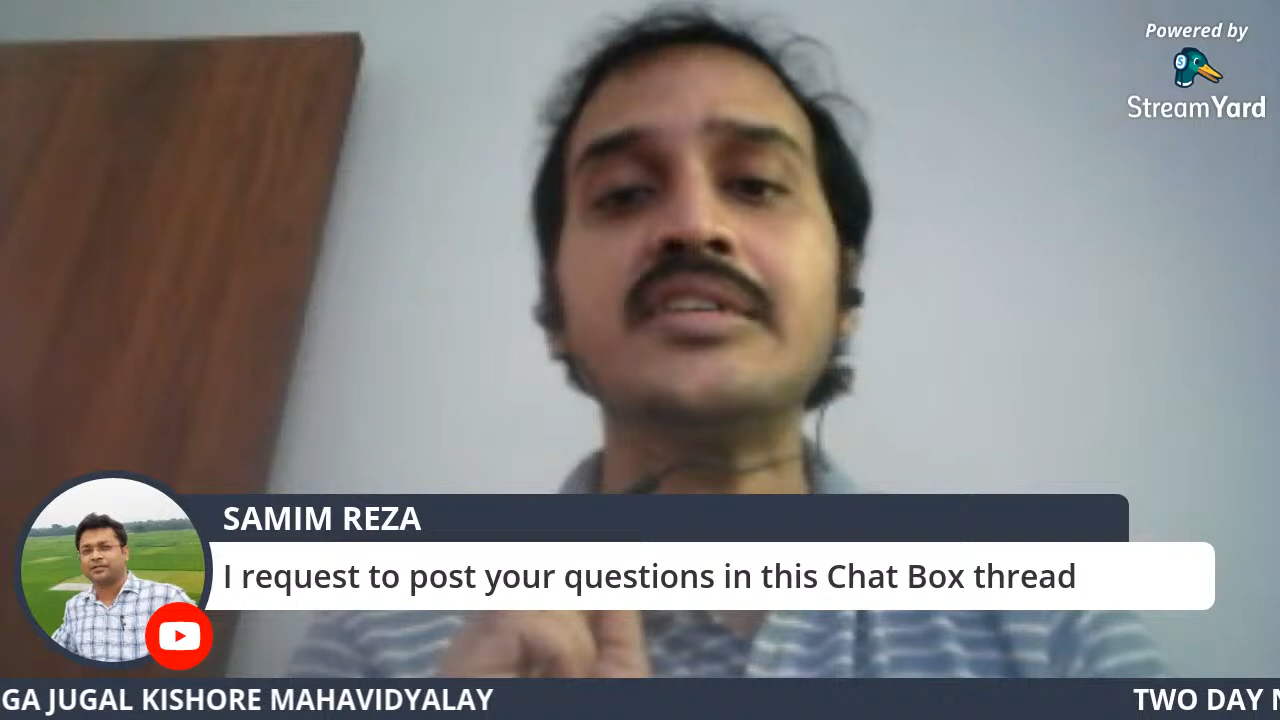 Powered by
StreamYard
SAMIM REZA
I request to post your questions in this Chat Box thread
GA JUGAL KISHORE MAHAVIDYALAY
TWO DAY